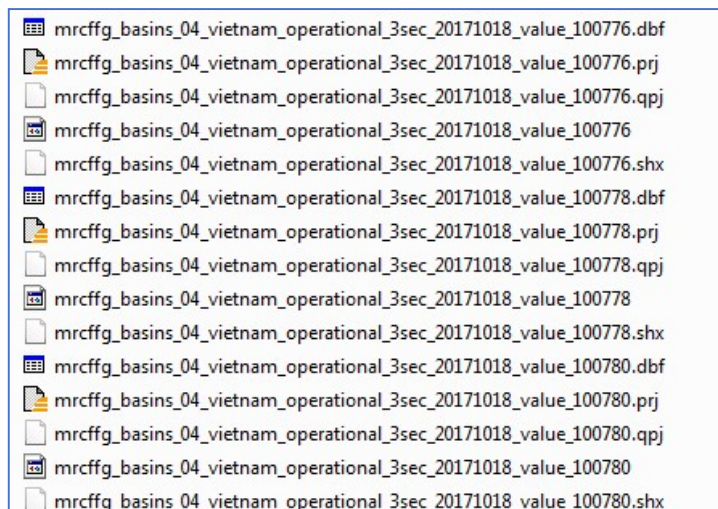 mrcffg_basins_04_vietnam_operational_3sec_20171018_value_100776.dbf
mrcffg_basins_04_vietnam_operational_3sec_20171018_value_100776.prj
mrcffg_basins_04_vietnam_operational_3sec_20171018_value_100776.qpj
mrcffg_basins_04_vietnam_operational_3sec_20171018_value_100776
mrcffg_basins_04_vietnam_operational_3sec_20171018_value_100776.shx
mrcffg_basins_04_vietnam_operational_3sec_20171018_value_100778.dbf
mrcffg_basins_04_vietnam_operational_3sec_20171018_value_100778.prj
mrcffg_basins_04_vietnam_operational_3sec_20171018_value_100778.qpj
mrcffg_basins_04_vietnam_operational_3sec_20171018_value_100778
mrcffg_basins_04_vietnam_operational_3sec_20171018_value_100778.shx
mrcffg_basins_04_vietnam_operational_3sec_20171018_value_100780.dbf
mrcffg_basins_04_vietnam_operational_3sec_20171018_value_100780.prj
mrcffg_basins_04_vietnam_operational_3sec_20171018_value_100780.qpj
mrcffg_basins_04_vietnam_operational_3sec_20171018_value_100780
mrcffg_basins_04_vietnam_operational_3sec_20171018_value_100780.shx